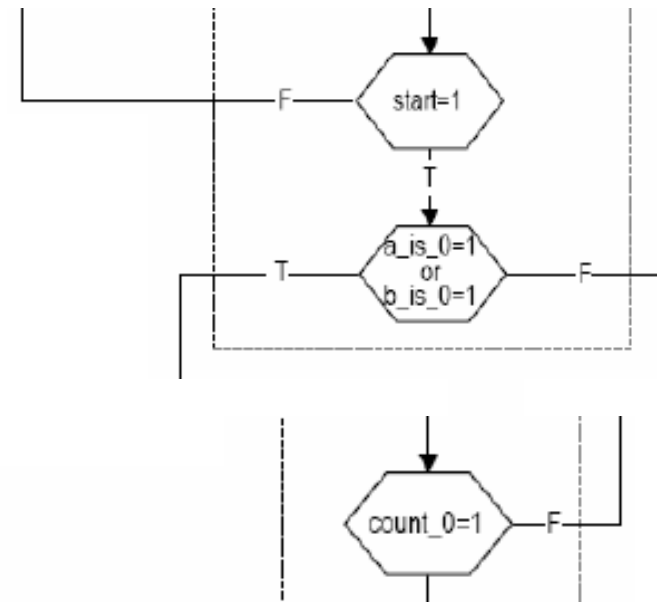 F
start=1
T
a_is_0=1
T
or
F
b_is_0=1
count_0=1
F